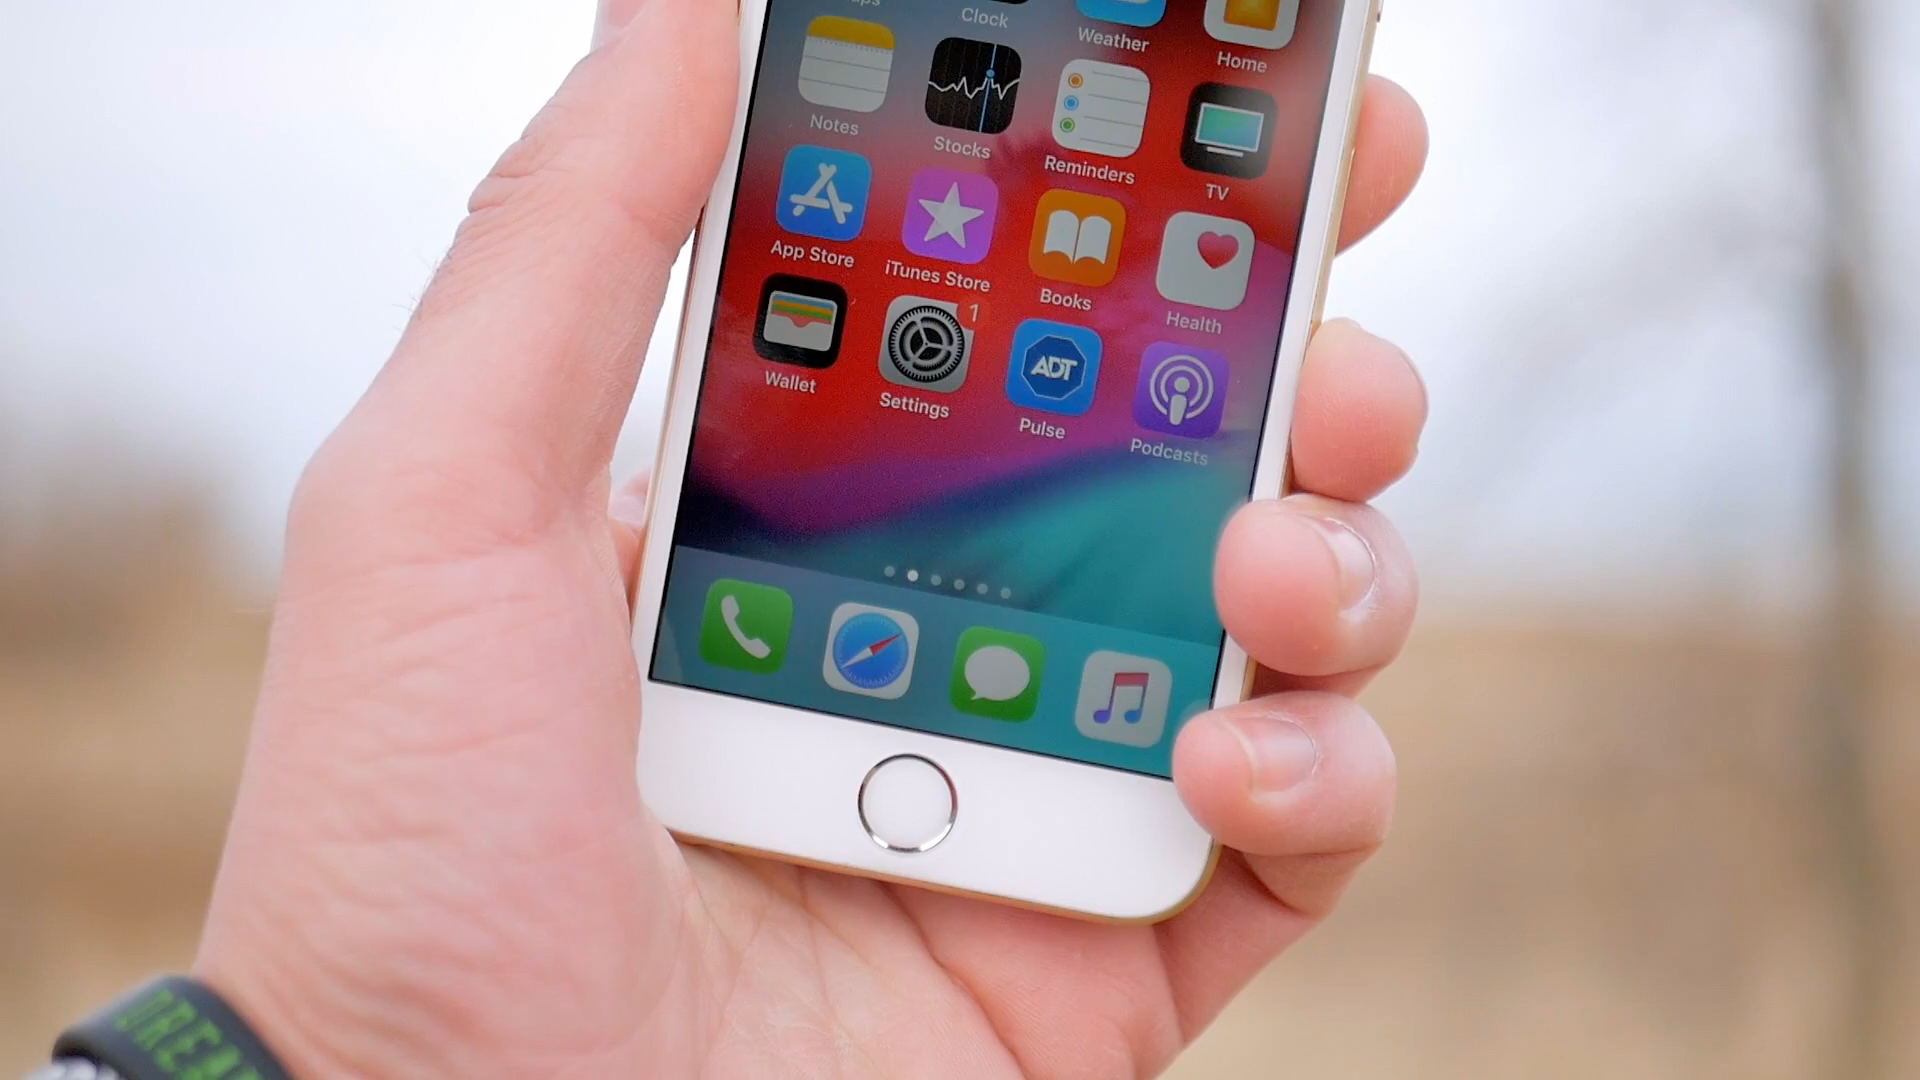 Clock
Weather
Home
Notes
Stocks
Reminders
TV
App Store
iTunes Store
Books
Health
1
Wallet
Settings
ADT
Pulse
Podcasts